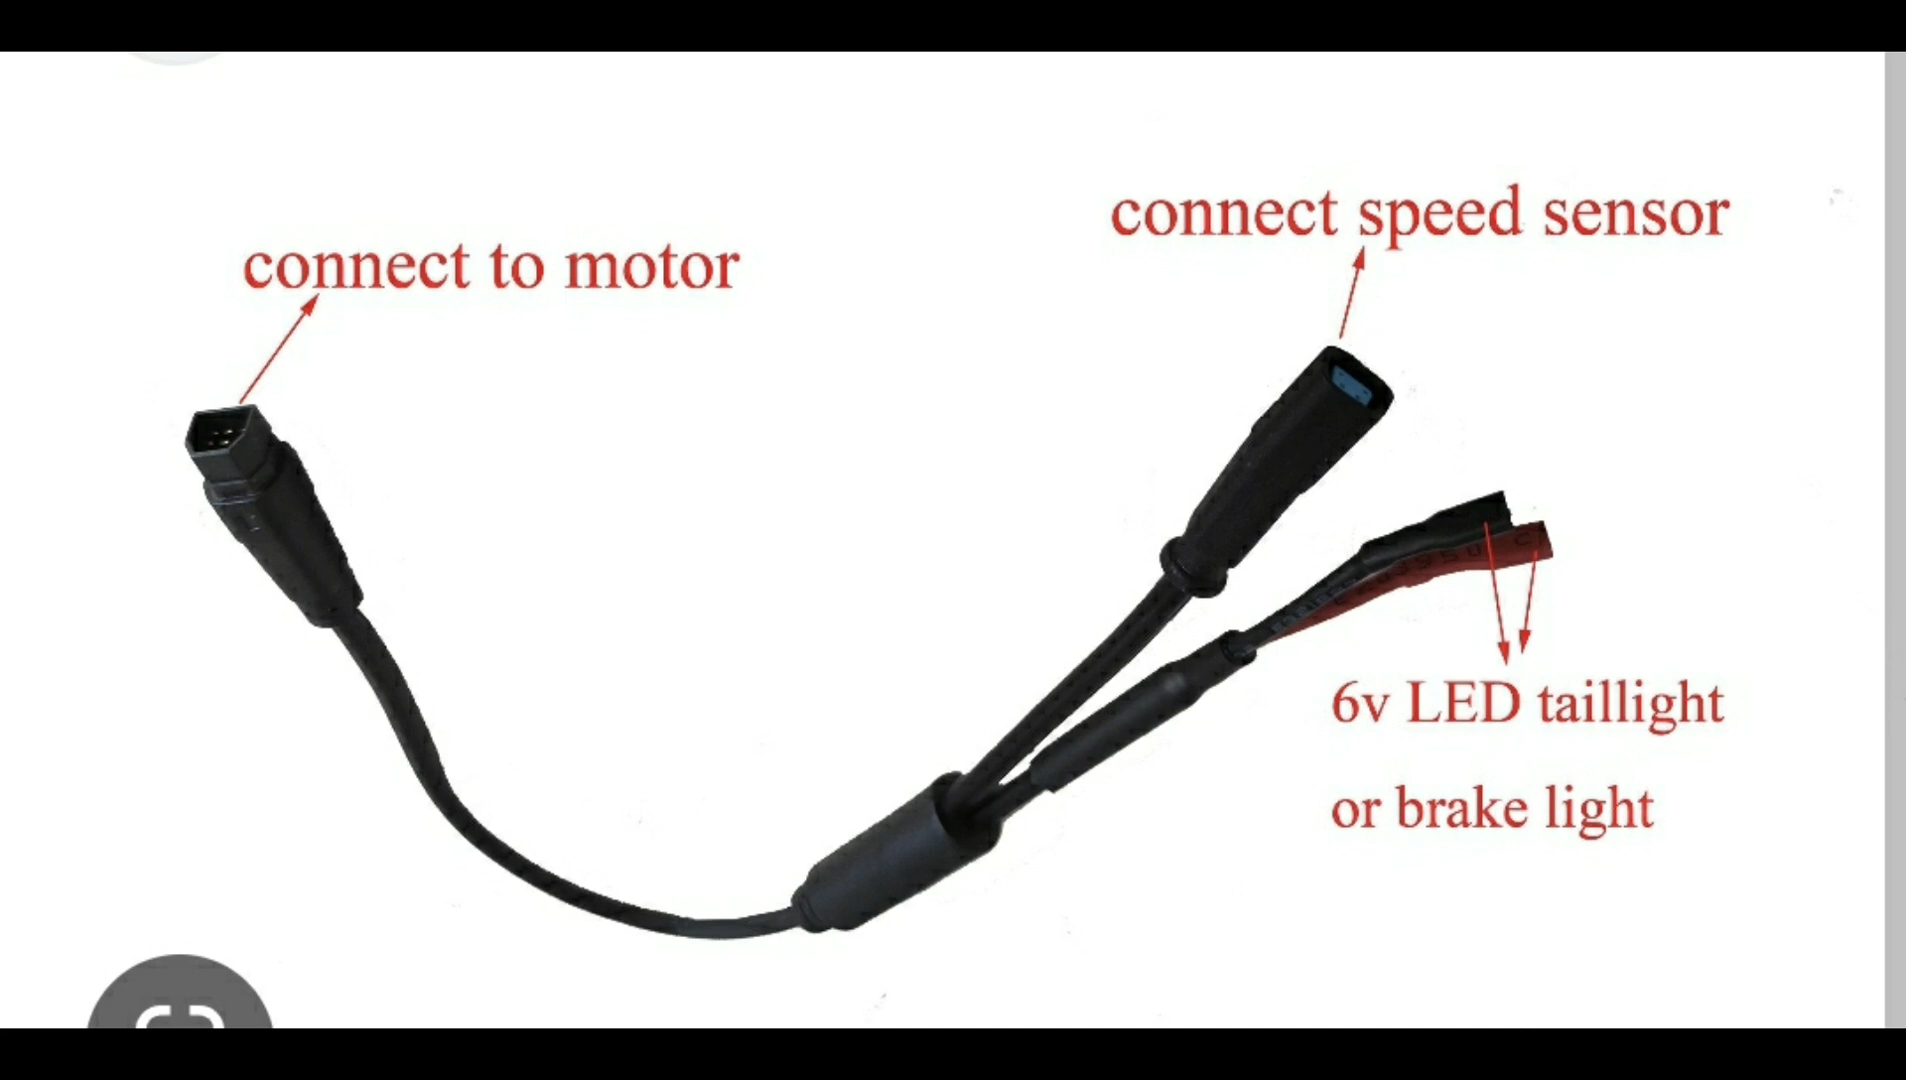 connect speed sensor
connect to motor
6v LED taillight
or brake light